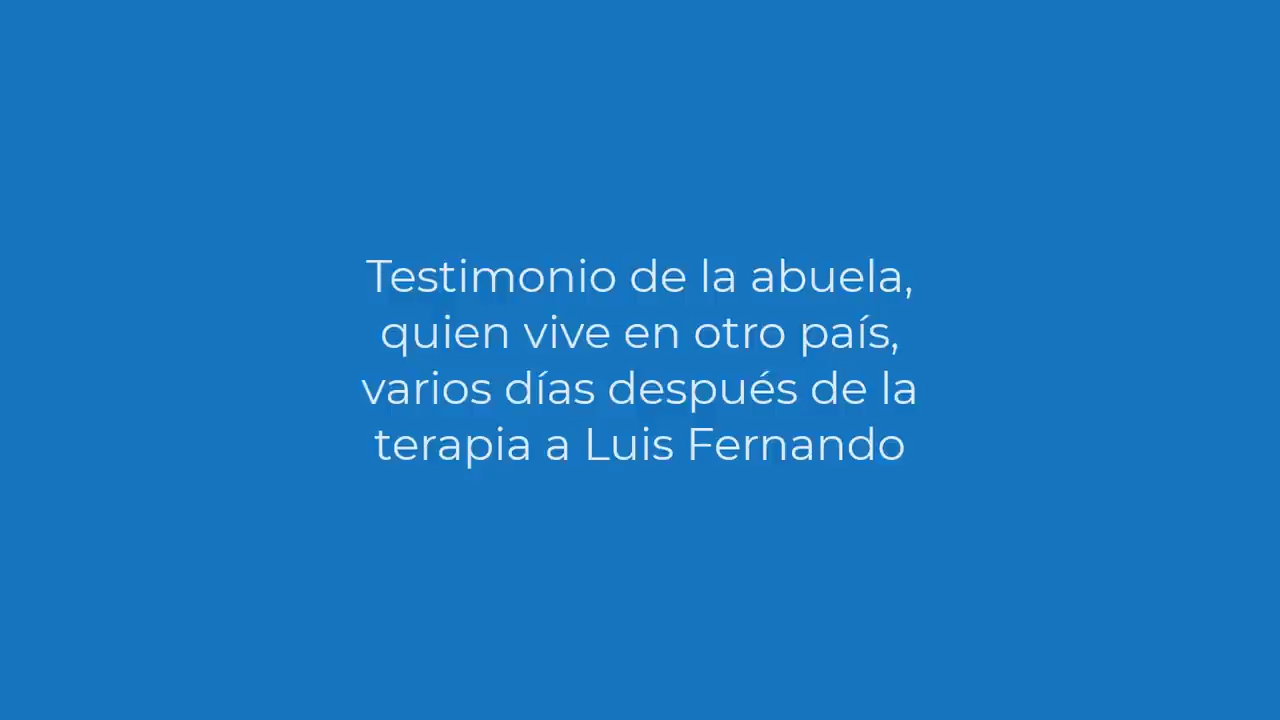 Testimonio de la abuela,
quien vive en otro país,
varios días después de la
terapia a Luis Fernando